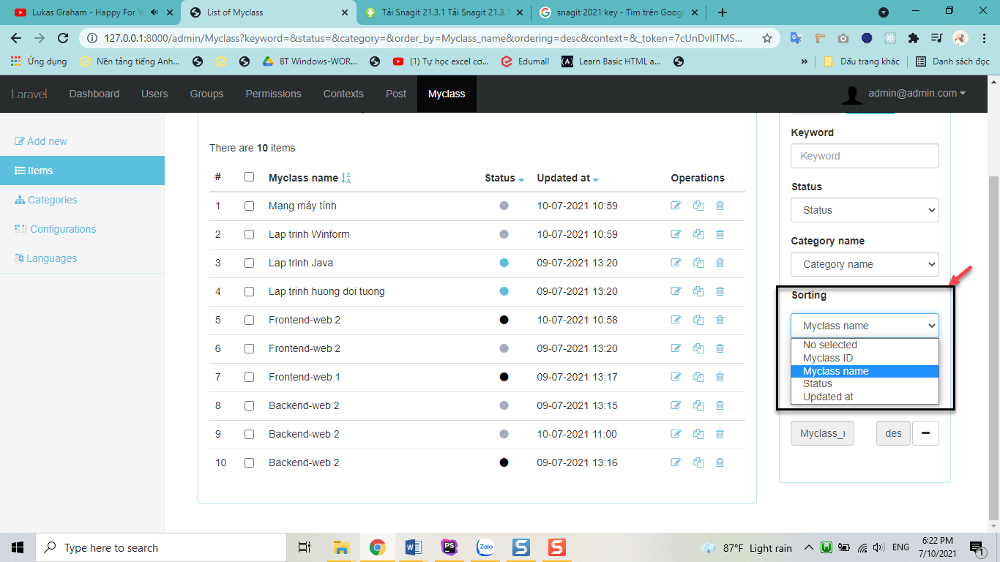 Lukas Graham - Happy For Y
List of Myclass
Tải Snagit 21.3.1 Tải Snagit 21.3.1
snagit 2021 key - Tìm trên Googl
127.0.0.1:8000/admin/Myclass?keyword=&status=&category=&order_by=Myclass_name&ordering=desc&context=&_token=7cUnDvIITMS...
Ứng dụng
Nền tảng tiếng Anh...
BT Windows-WOR...
(1) Tự học excel cơ...
Edumall
Learn Basic HTML a...
»
Dấu trang khác
Danh sách đọc
Laravel
Dashboard
Users
Groups
Permissions
Contexts
Post
Myclass
admin@admin.com
Add new
Items
Categories
Configurations
Languages
There are 10 items
# Myclass name Status Updated at Operations
1 Mạng máy tính 10-07-2021 10:59
2 Lap trinh Winform 10-07-2021 10:59
3 Lap trinh Java 09-07-2021 13:20
4 Lap trinh huong doi tuong 09-07-2021 13:20
5 Frontend-web 2 10-07-2021 10:58
6 Frontend-web 2 09-07-2021 13:20
7 Frontend-web 1 09-07-2021 13:17
8 Backend-web 2 09-07-2021 13:15
9 Backend-web 2 10-07-2021 11:00
10 Backend-web 2 09-07-2021 13:16
Keyword
Keyword
Status
Status
Category name
Category name
Sorting
Myclass name
No selected
Myclass ID
Myclass name
Status
Updated at
Myclass_r
des
Type here to search
87°F Light rain
ENG
6:22 PM
7/10/2021
1